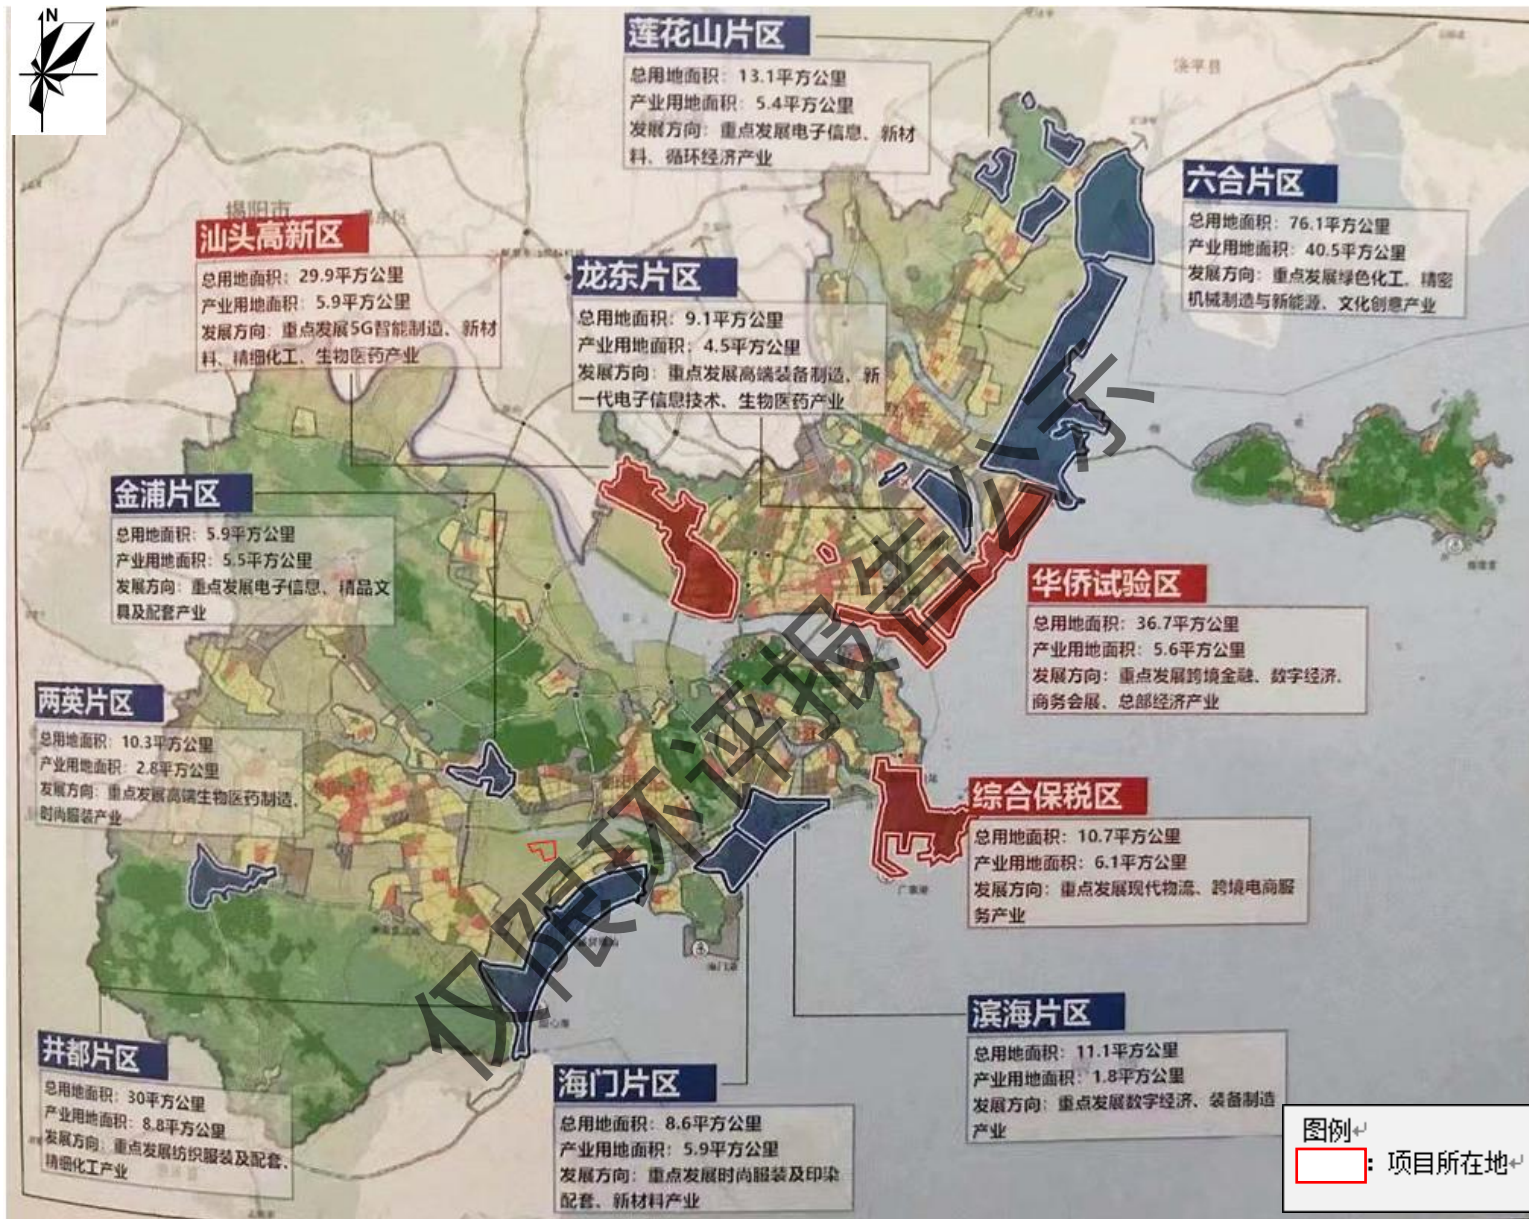 N
莲花山片区
总用地面积：13.1平方公里
产业用地面积：5.4平方公里
发展方向：重点发展电子信息、新材
料、循环经济产业
饶平县
六合片区
总用地面积：76.1平方公里
产业用地面积：40.5平方公里
发展方向：重点发展绿色化工、精密
机械制造与新能源、文化创意产业
揭阳市
汕头高新区
总用地面积：29.9平方公里
产业用地面积：5.9平方公里
发展方向：重点发展5G智能制造、新材
料、精细化工、生物医药产业
龙东片区
总用地面积：9.1平方公里
产业用地面积：4.5平方公里
发展方向：重点发展高端装备制造、新
一代电子信息技术、生物医药产业
金浦片区
总用地面积：5.9平方公里
产业用地面积：5.5平方公里
发展方向：重点发展电子信息、精品文
具及配套产业
华侨试验区
总用地面积：36.7平方公里
产业用地面积：5.6平方公里
发展方向：重点发展跨境金融、数字经济、
商务会展、总部经济产业
两英片区
总用地面积：10.3平方公里
产业用地面积：2.8平方公里
发展方向：重点发展高端生物医药制造、
时尚服装产业
综合保税区
总用地面积：10.7平方公里
产业用地面积：6.1平方公里
发展方向：重点发展现代物流、跨境电商服
务产业
广澳港
海门港
田心港
滨海片区
总用地面积：11.1平方公里
产业用地面积：1.8平方公里
发展方向：重点发展数字经济、装备制造
产业
井都片区
总用地面积：30平方公里
产业用地面积：8.8平方公里
发展方向：重点发展纺织服装及配套、
精细化工产业
海门片区
总用地面积：8.6平方公里
产业用地面积：5.9平方公里
发展方向：重点发展时尚服装及印染
配套、新材料产业
图例
：项目所在地
仅限环评报告公示